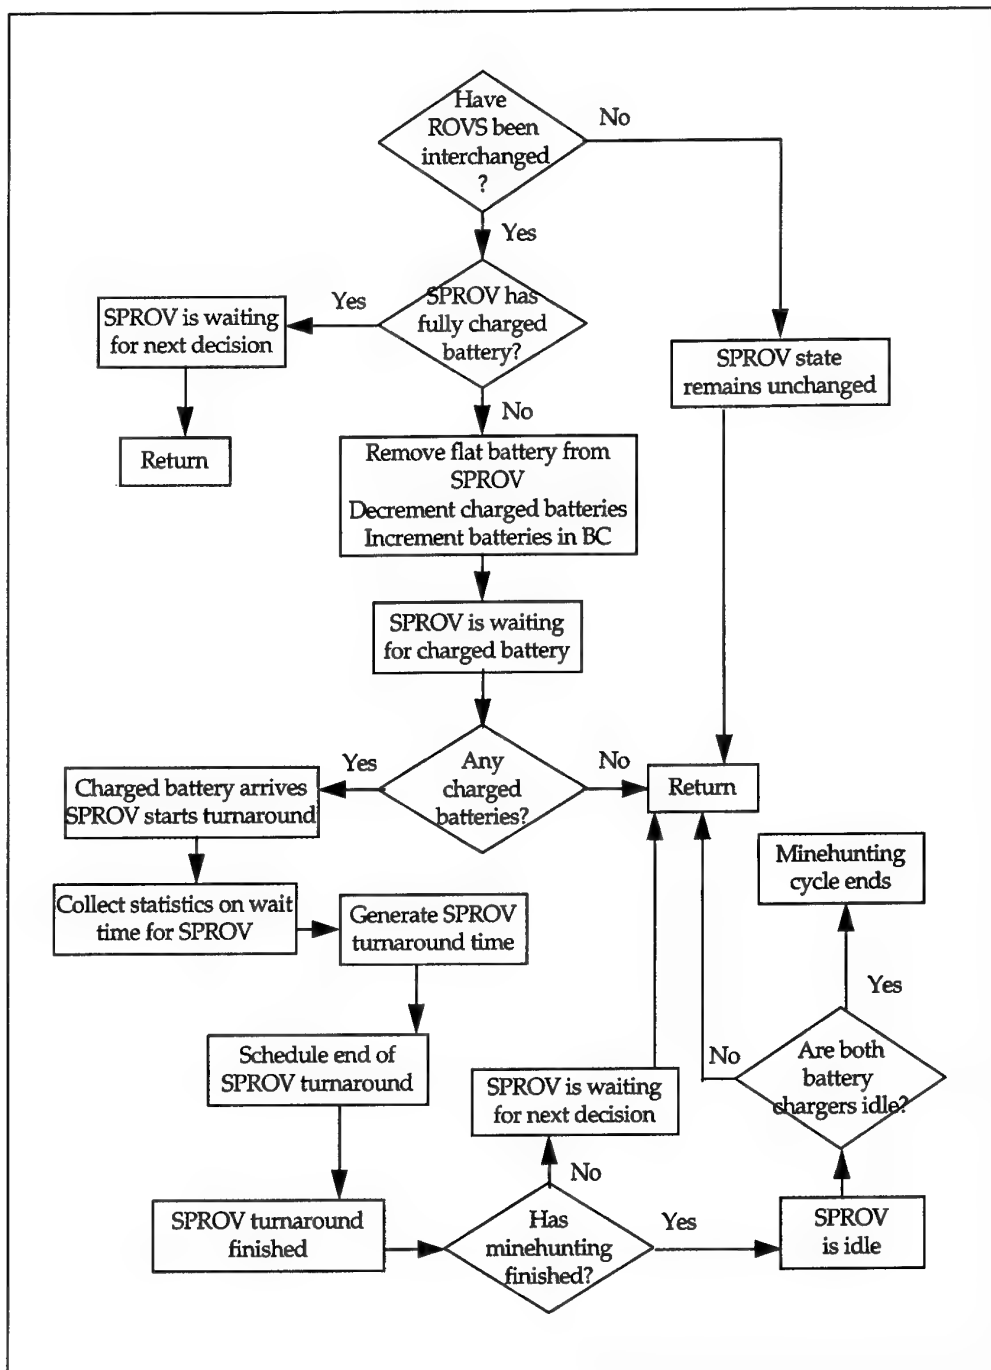 Have
ROVS been
interchanged
?
No
Yes
SPROV has
fully charged
battery?
Yes
SPROV is waiting
for next decision
Return
No
SPROV state
remains unchanged
Remove flat battery from
SPROV
Decrement charged batteries
Increment batteries in BC
SPROV is waiting
for charged battery
Any
charged
batteries?
Yes
No
Return
Charged battery arrives
SPROV starts turnaround
Collect statistics on wait
time for SPROV
Generate SPROV
turnaround time
Schedule end of
SPROV turnaround
SPROV turnaround
finished
Has
minehunting
finished?
No
SPROV is waiting
for next decision
Yes
SPROV
is idle
Are both
battery
chargers idle?
No
Yes
Minehunting
cycle ends